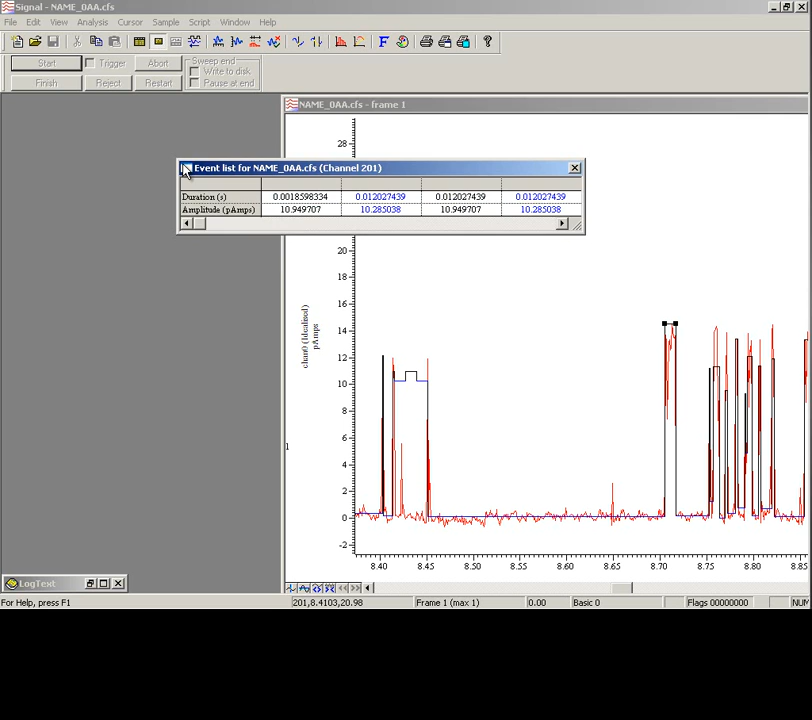 Signal - NAME_0AA.cfs
File Edit View Analysis Cursor Sample Script Window Help
Start Trigger Abort Sweep end
Write to disk
Finish Reject Restart Pause at end
NAME_0AA.cfs - frame 1
28
Event list for NAME_0AA.cfs (Channel 201)
Duration (s) 0.0018598334 0.012027439 0.012027439 0.012027439
Amplitude (pAmps) 10.949707 10.285038 10.949707 10.285038
20
18
16
14
12
10
8
6
4
2
0
-2
pAmps
1
8.40 8.45 8.50 8.55 8.60 8.65 8.70 8.75 8.80 8.85
LogText
For Help, press F1 201,8.4103,20.98 Frame 1 (max 1) 0.00 Basic 0 Flags 00000000 NUM